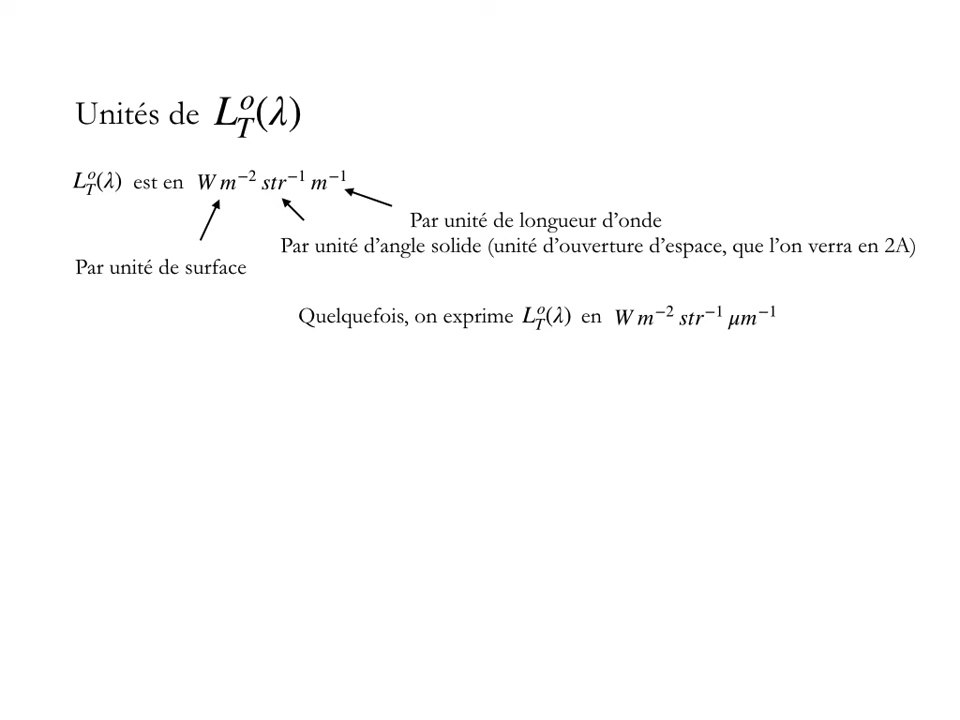 Unités de L_T^o(λ)
L_T^o(λ) est en W m⁻² str⁻¹ m⁻¹
Par unité de longueur d’onde
Par unité d’angle solide (unité d’ouverture d’espace, que l’on verra en 2A)
Par unité de surface
Quelquefois, on exprime L_T^o(λ) en W m⁻² str⁻¹ μm⁻¹